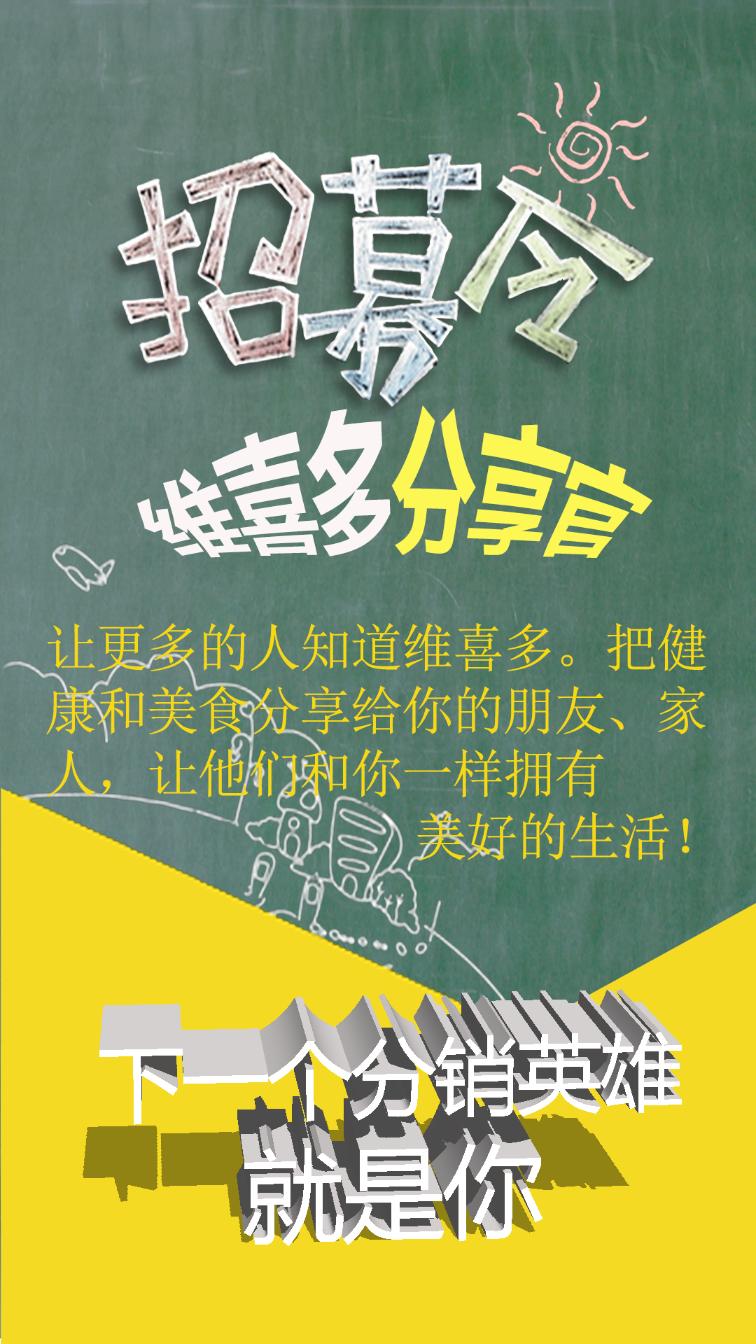 招募令
维喜多分享官
让更多的人知道维喜多。把健
康和美食分享给你的朋友、家
人，让他们和你一样拥有
美好的生活！
下一个分销英雄
就是你